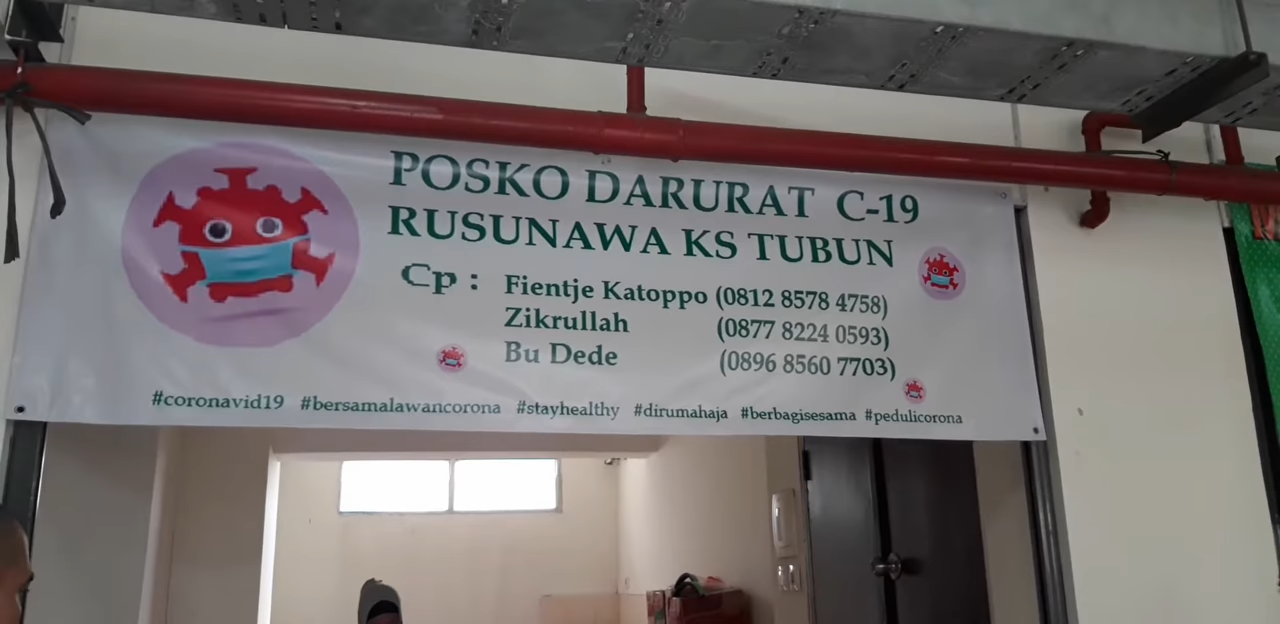 POSKO DARURAT C-19
RUSUNAWA KS TUBUN
Cp : Fientje Katoppo (0812 8578 4758)
Zikrullah (0877 8224 0593)
Bu Dede (0896 8560 7703)
#coronavid19 #bersamalawancorona #stayhealthy #dirumahaja #berbagisesama #pedulicorona